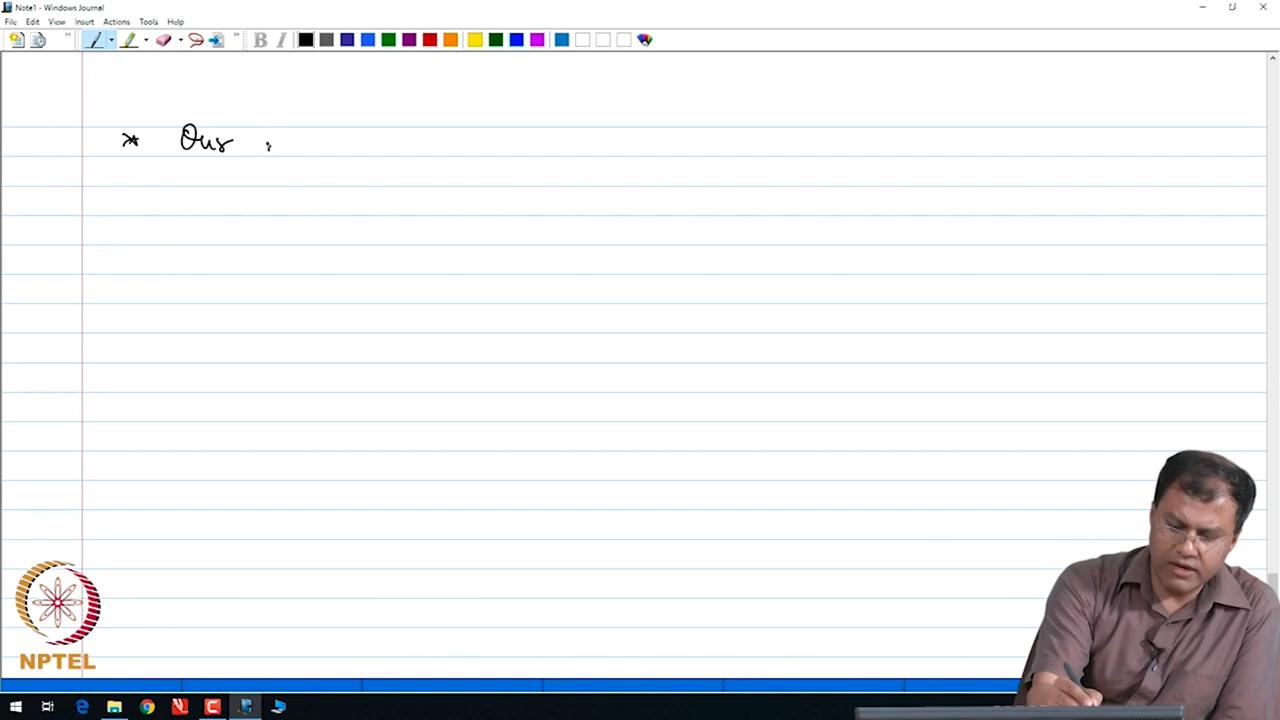 Note1 - Windows Journal
File Edit View Insert Actions Tools Help
B I
* Our
NPTEL